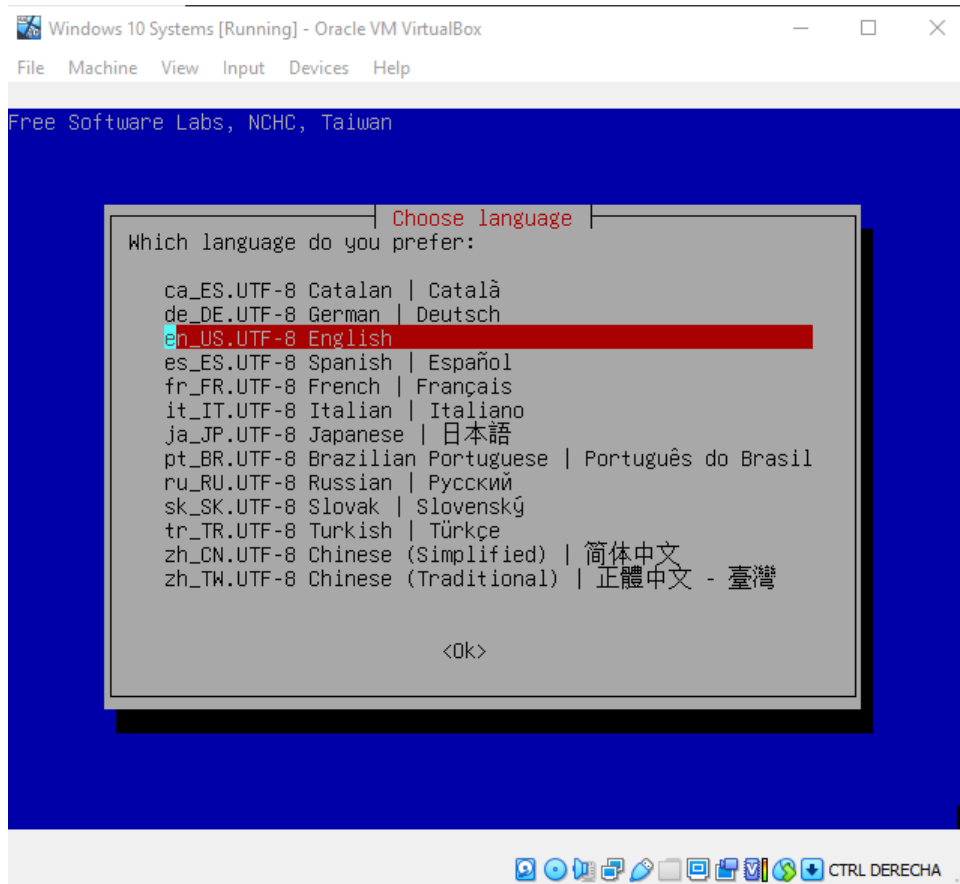 Windows 10 Systems [Running] - Oracle VM VirtualBox
File Machine View Input Devices Help
Free Software Labs, NCHC, Taiwan
Choose language
Which language do you prefer:
ca_ES.UTF-8 Catalan | Català
de_DE.UTF-8 German | Deutsch
en_US.UTF-8 English
es_ES.UTF-8 Spanish | Español
fr_FR.UTF-8 French | Français
it_IT.UTF-8 Italian | Italiano
ja_JP.UTF-8 Japanese | 日本語
pt_BR.UTF-8 Brazilian Portuguese | Português do Brasil
ru_RU.UTF-8 Russian | Русский
sk_SK.UTF-8 Slovak | Slovenský
tr_TR.UTF-8 Turkish | Türkçe
zh_CN.UTF-8 Chinese (Simplified) | 简体中文
zh_TW.UTF-8 Chinese (Traditional) | 正體中文 - 臺灣
<Ok>
CTRL DERECHA